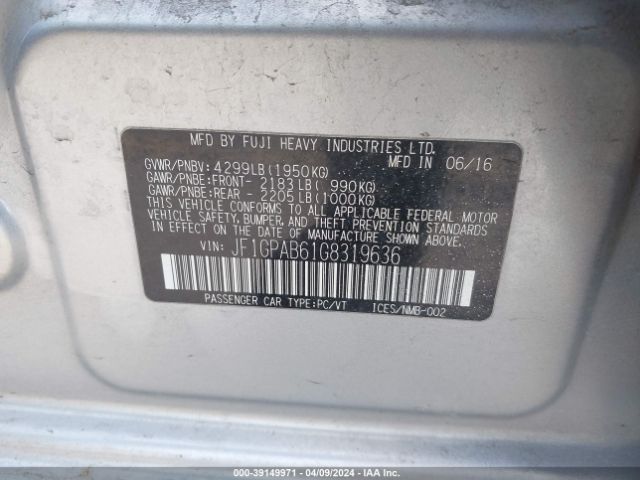 MFD BY FUJI HEAVY INDUSTRIES LTD.
MFD IN 06/16
GVWR/PNBV: 4299LB(1950KG)
GAWR/PNBE:FRONT- 2183LB( 990KG)
GAWR/PNBE:REAR - 2205LB(1000KG)
THIS VEHICLE CONFORMS TO ALL APPLICABLE FEDERAL MOTOR
VEHICLE SAFETY, BUMPER, AND THEFT PREVENTION STANDARDS
IN EFFECT ON THE DATE OF MANUFACTURE SHOWN ABOVE.
VIN: JF1GPAB61G8319636
PASSENGER CAR TYPE:PC/VT ICES/NMB-002
000-39149971 - 04/09/2024 - IAA Inc.